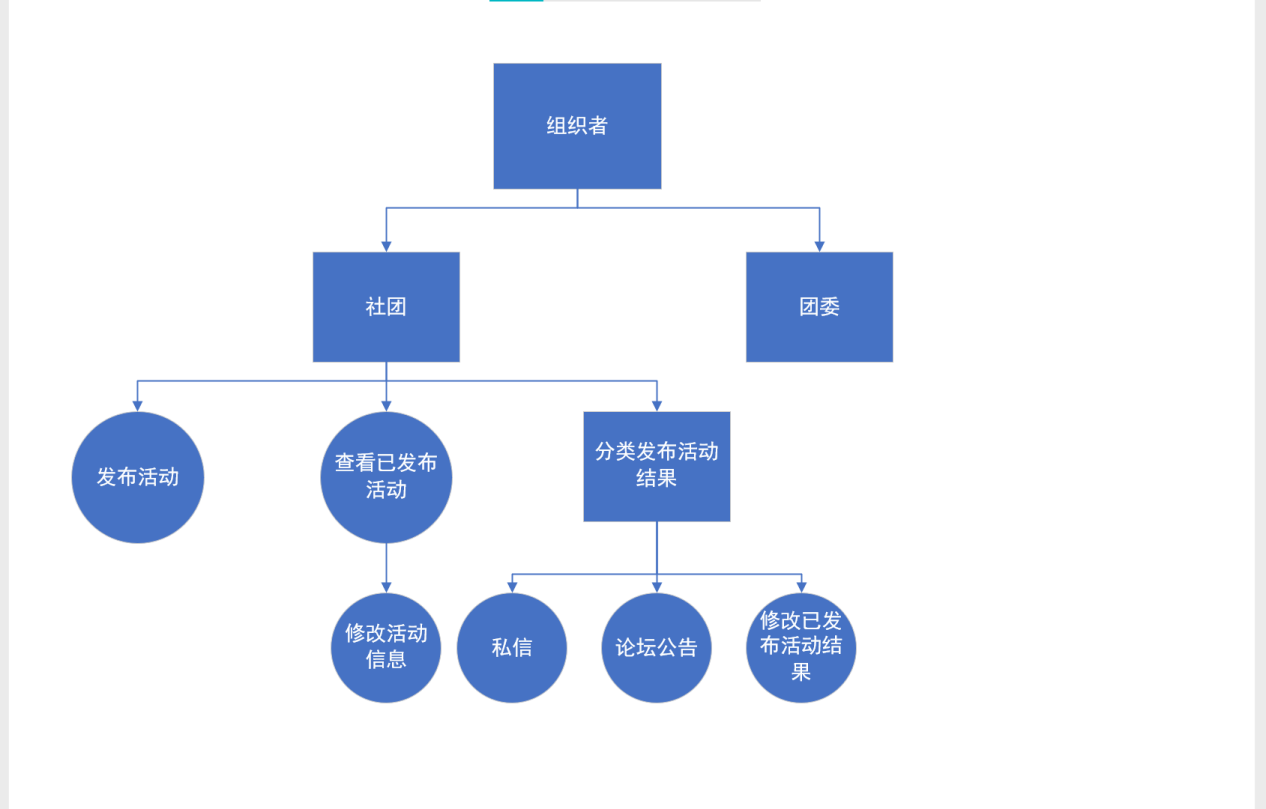 组织者
社团
团委
发布活动
查看已发布
活动
分类发布活动
结果
修改活动
信息
私信
论坛公告
修改已发
布活动结
果